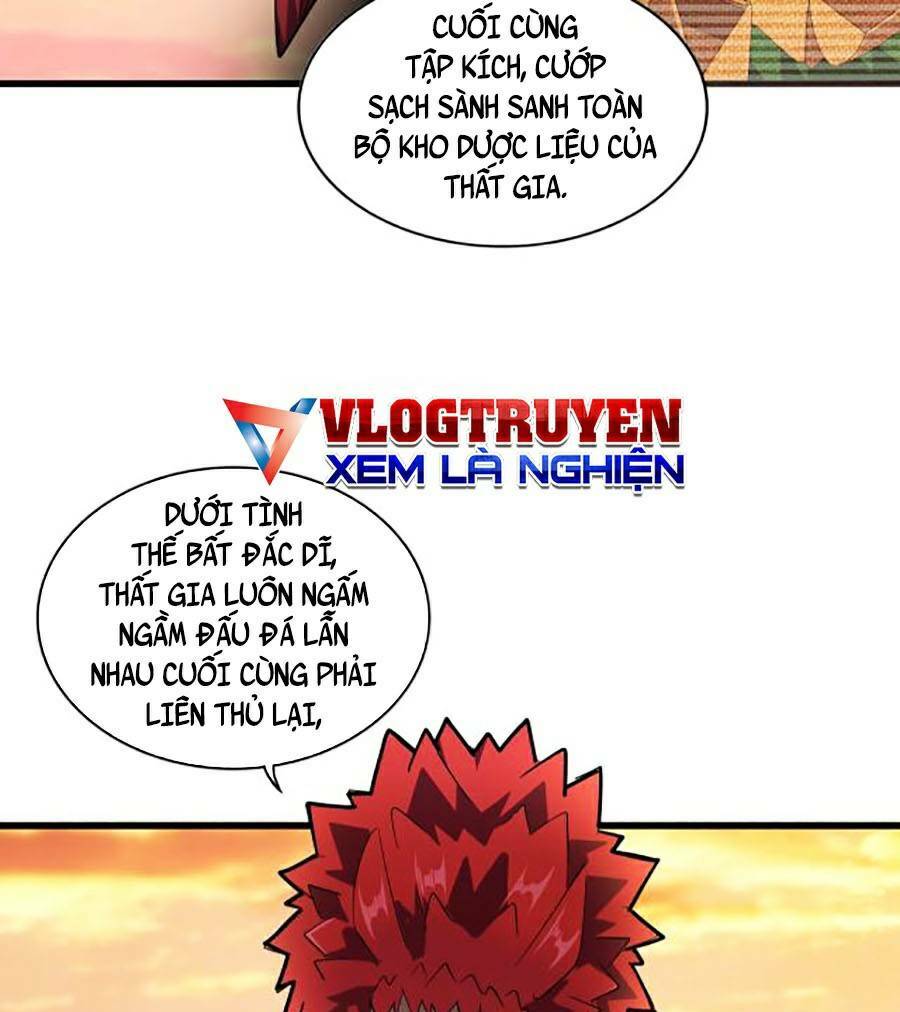 CUỐI CÙNG
TẬP KÍCH, CƯỚP
SẠCH SÀNH SANH TOÀN
BỘ KHO DƯỢC LIỆU CỦA
THẤT GIA.
VLOGTRUYEN
XEM LÀ NGHIỆN
DƯỚI TÌNH
THẾ BẤT ĐẮC DĨ,
THẤT GIA LUÔN NGẤM
NGẦM ĐẤU ĐÁ LẪN
NHAU CUỐI CÙNG PHẢI
LIÊN THỦ LẠI,